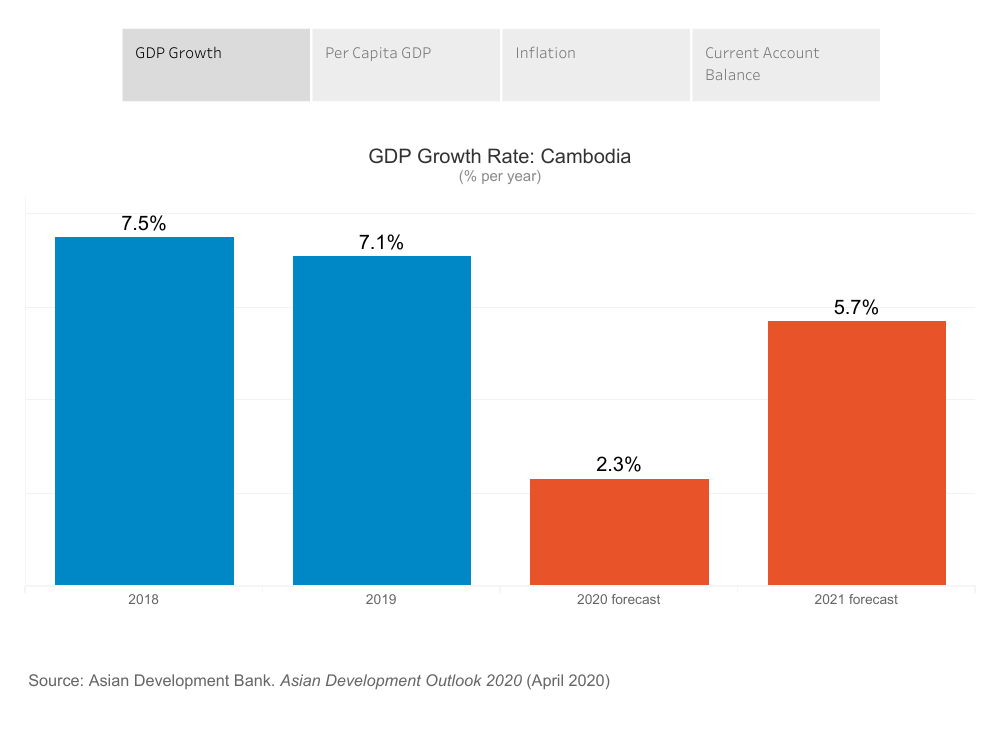 GDP Growth
Per Capita GDP
Inflation
Current Account
Balance
GDP Growth Rate: Cambodia
(% per year)
7.5%
7.1%
2.3%
5.7%
2018
2019
2020 forecast
2021 forecast
Source: Asian Development Bank. Asian Development Outlook 2020 (April 2020)